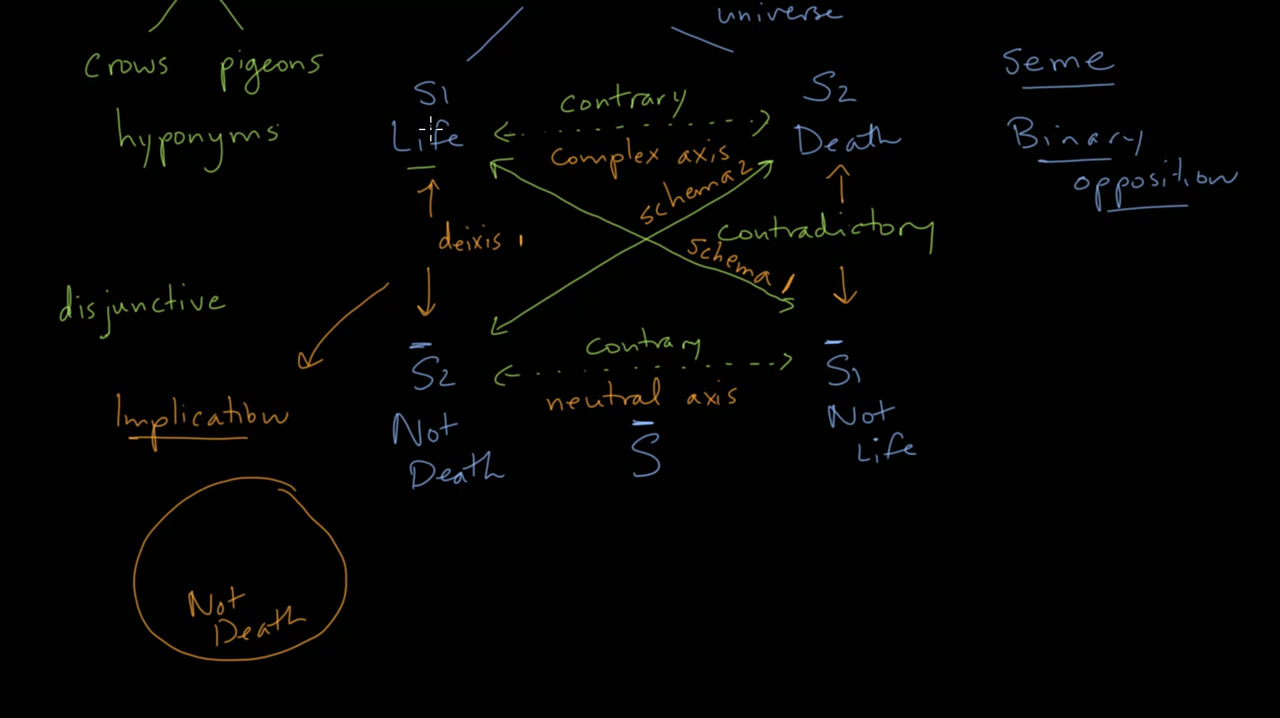 universe
crows pigeons
hyponyms
S1
Life
contrary
complex axis
S2
Death
seme
Binary
opposition
schema 2
schema 1
deixis 1
contradictory
disjunctive
Implication
S̅2
Not
Death
contrary
neutral axis
S̅
S̅1
Not
Life
Not
Death